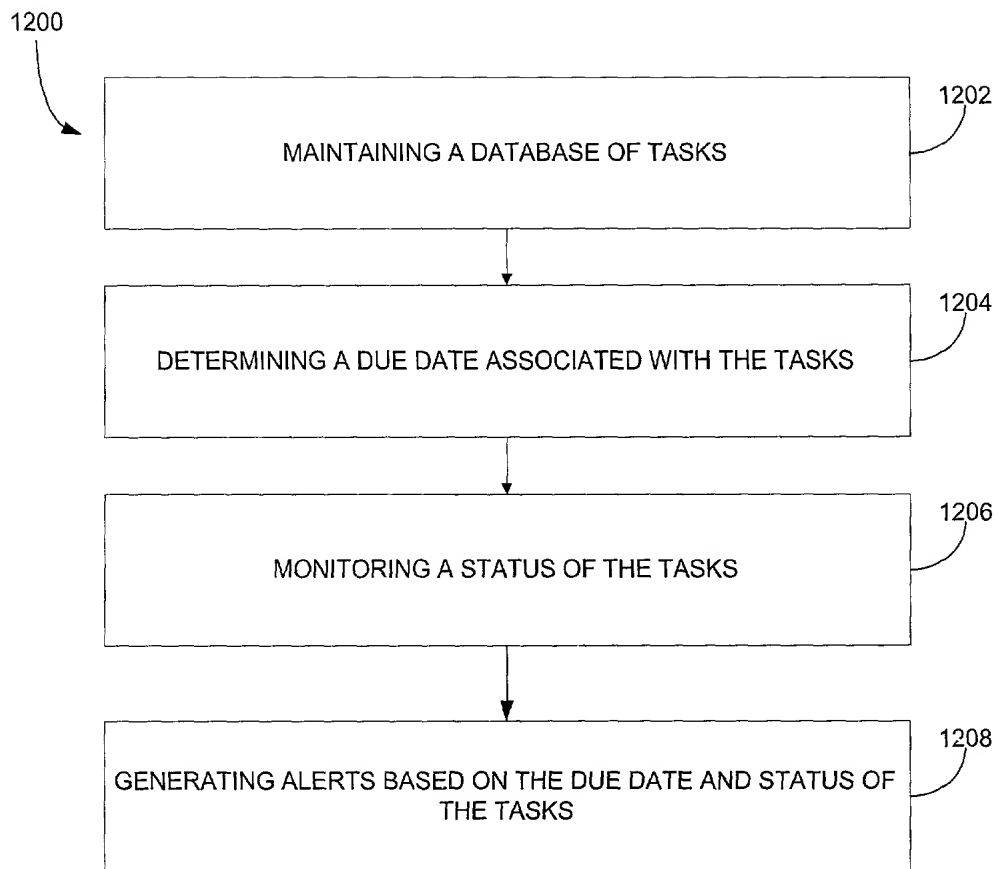 1200
1202
MAINTAINING A DATABASE OF TASKS
1204
DETERMINING A DUE DATE ASSOCIATED WITH THE TASKS
1206
MONITORING A STATUS OF THE TASKS
1208
GENERATING ALERTS BASED ON THE DUE DATE AND STATUS OF
THE TASKS